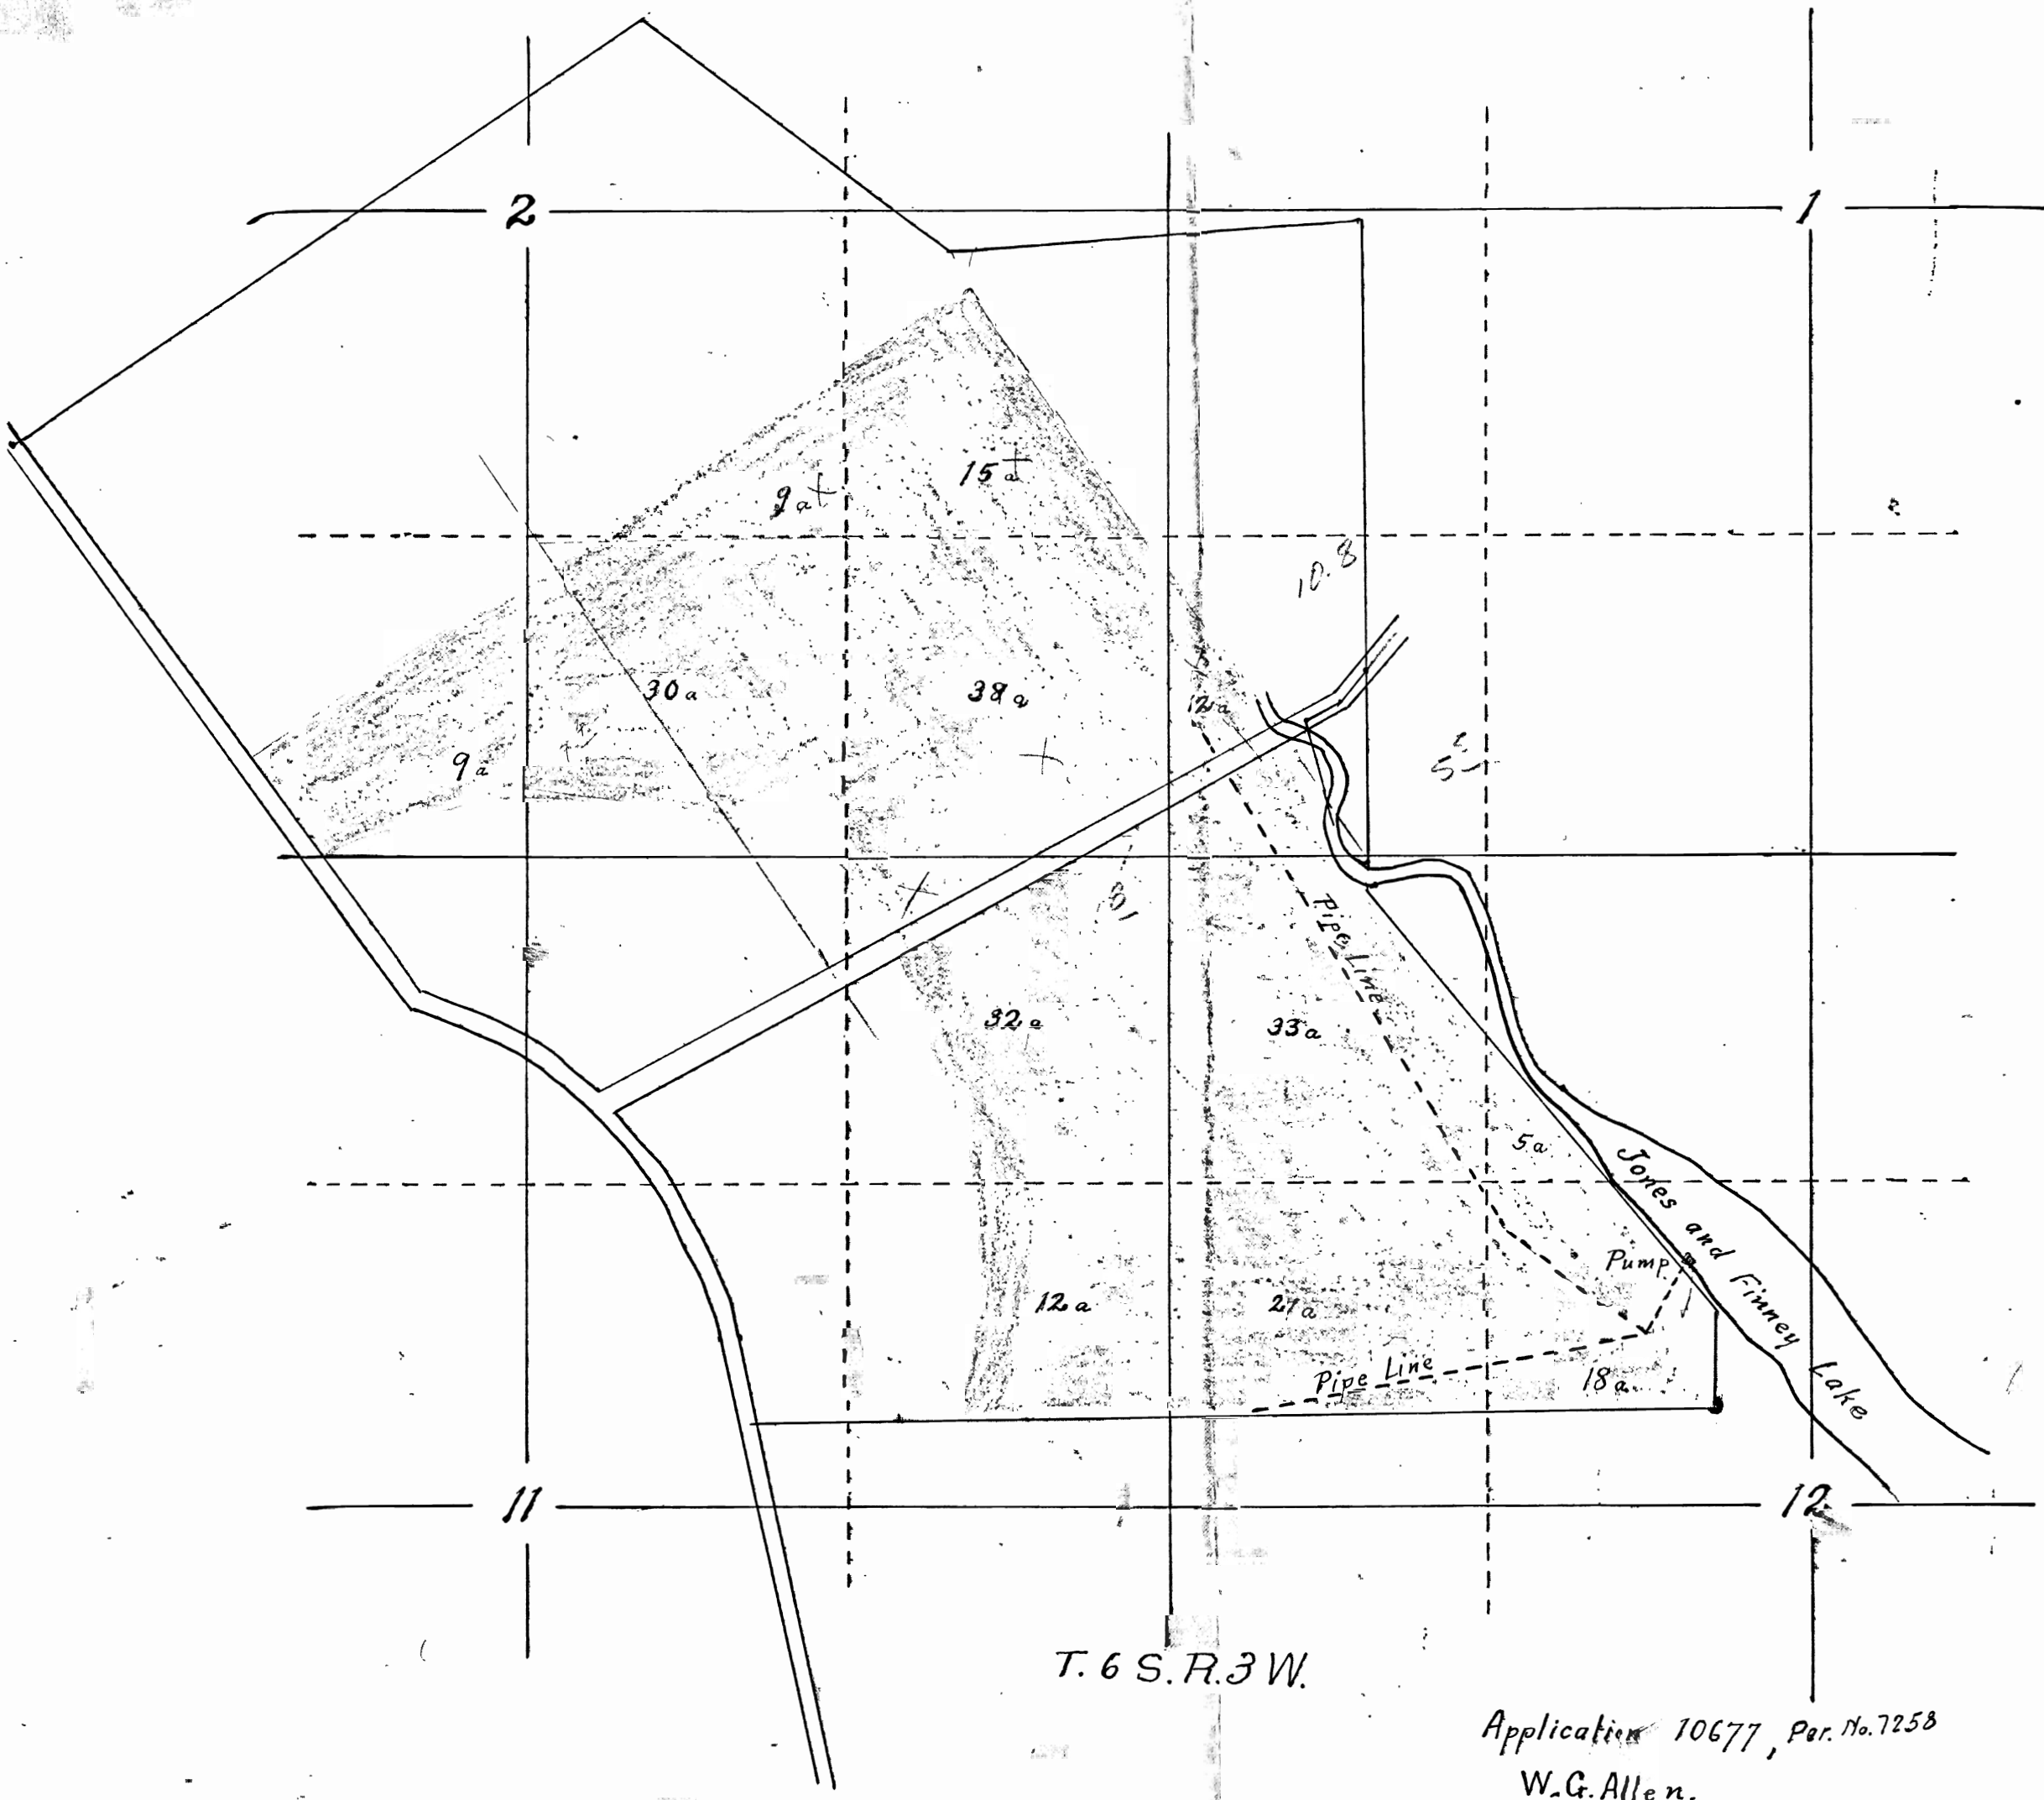 2
1
15a
9a
10.8
30a
38a
12a
9a
5
Pipe Line
32a
33a
5a
Jones and Finney Lake
Pump
12a
27a
Pipe Line
18a
11
12
T. 6 S. R. 3 W.
Application 10677, Per. No. 7258
W. G. Allen.